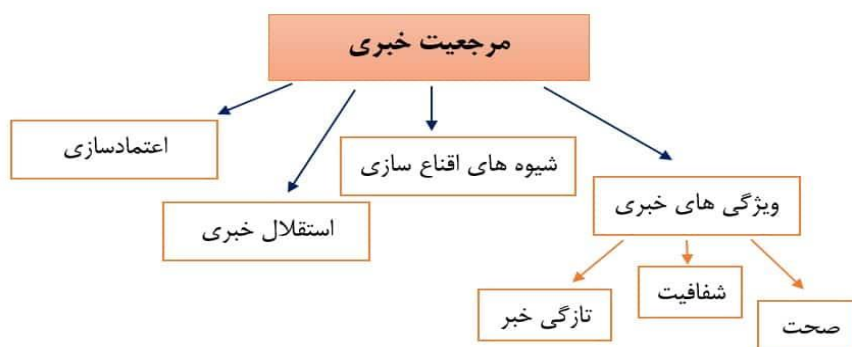 مرجعیت خبری
اعتمادسازی
شیوه های اقناع سازی
استقلال خبری
ویژگی های خبری
شفافیت
تازگی خبر
صحت